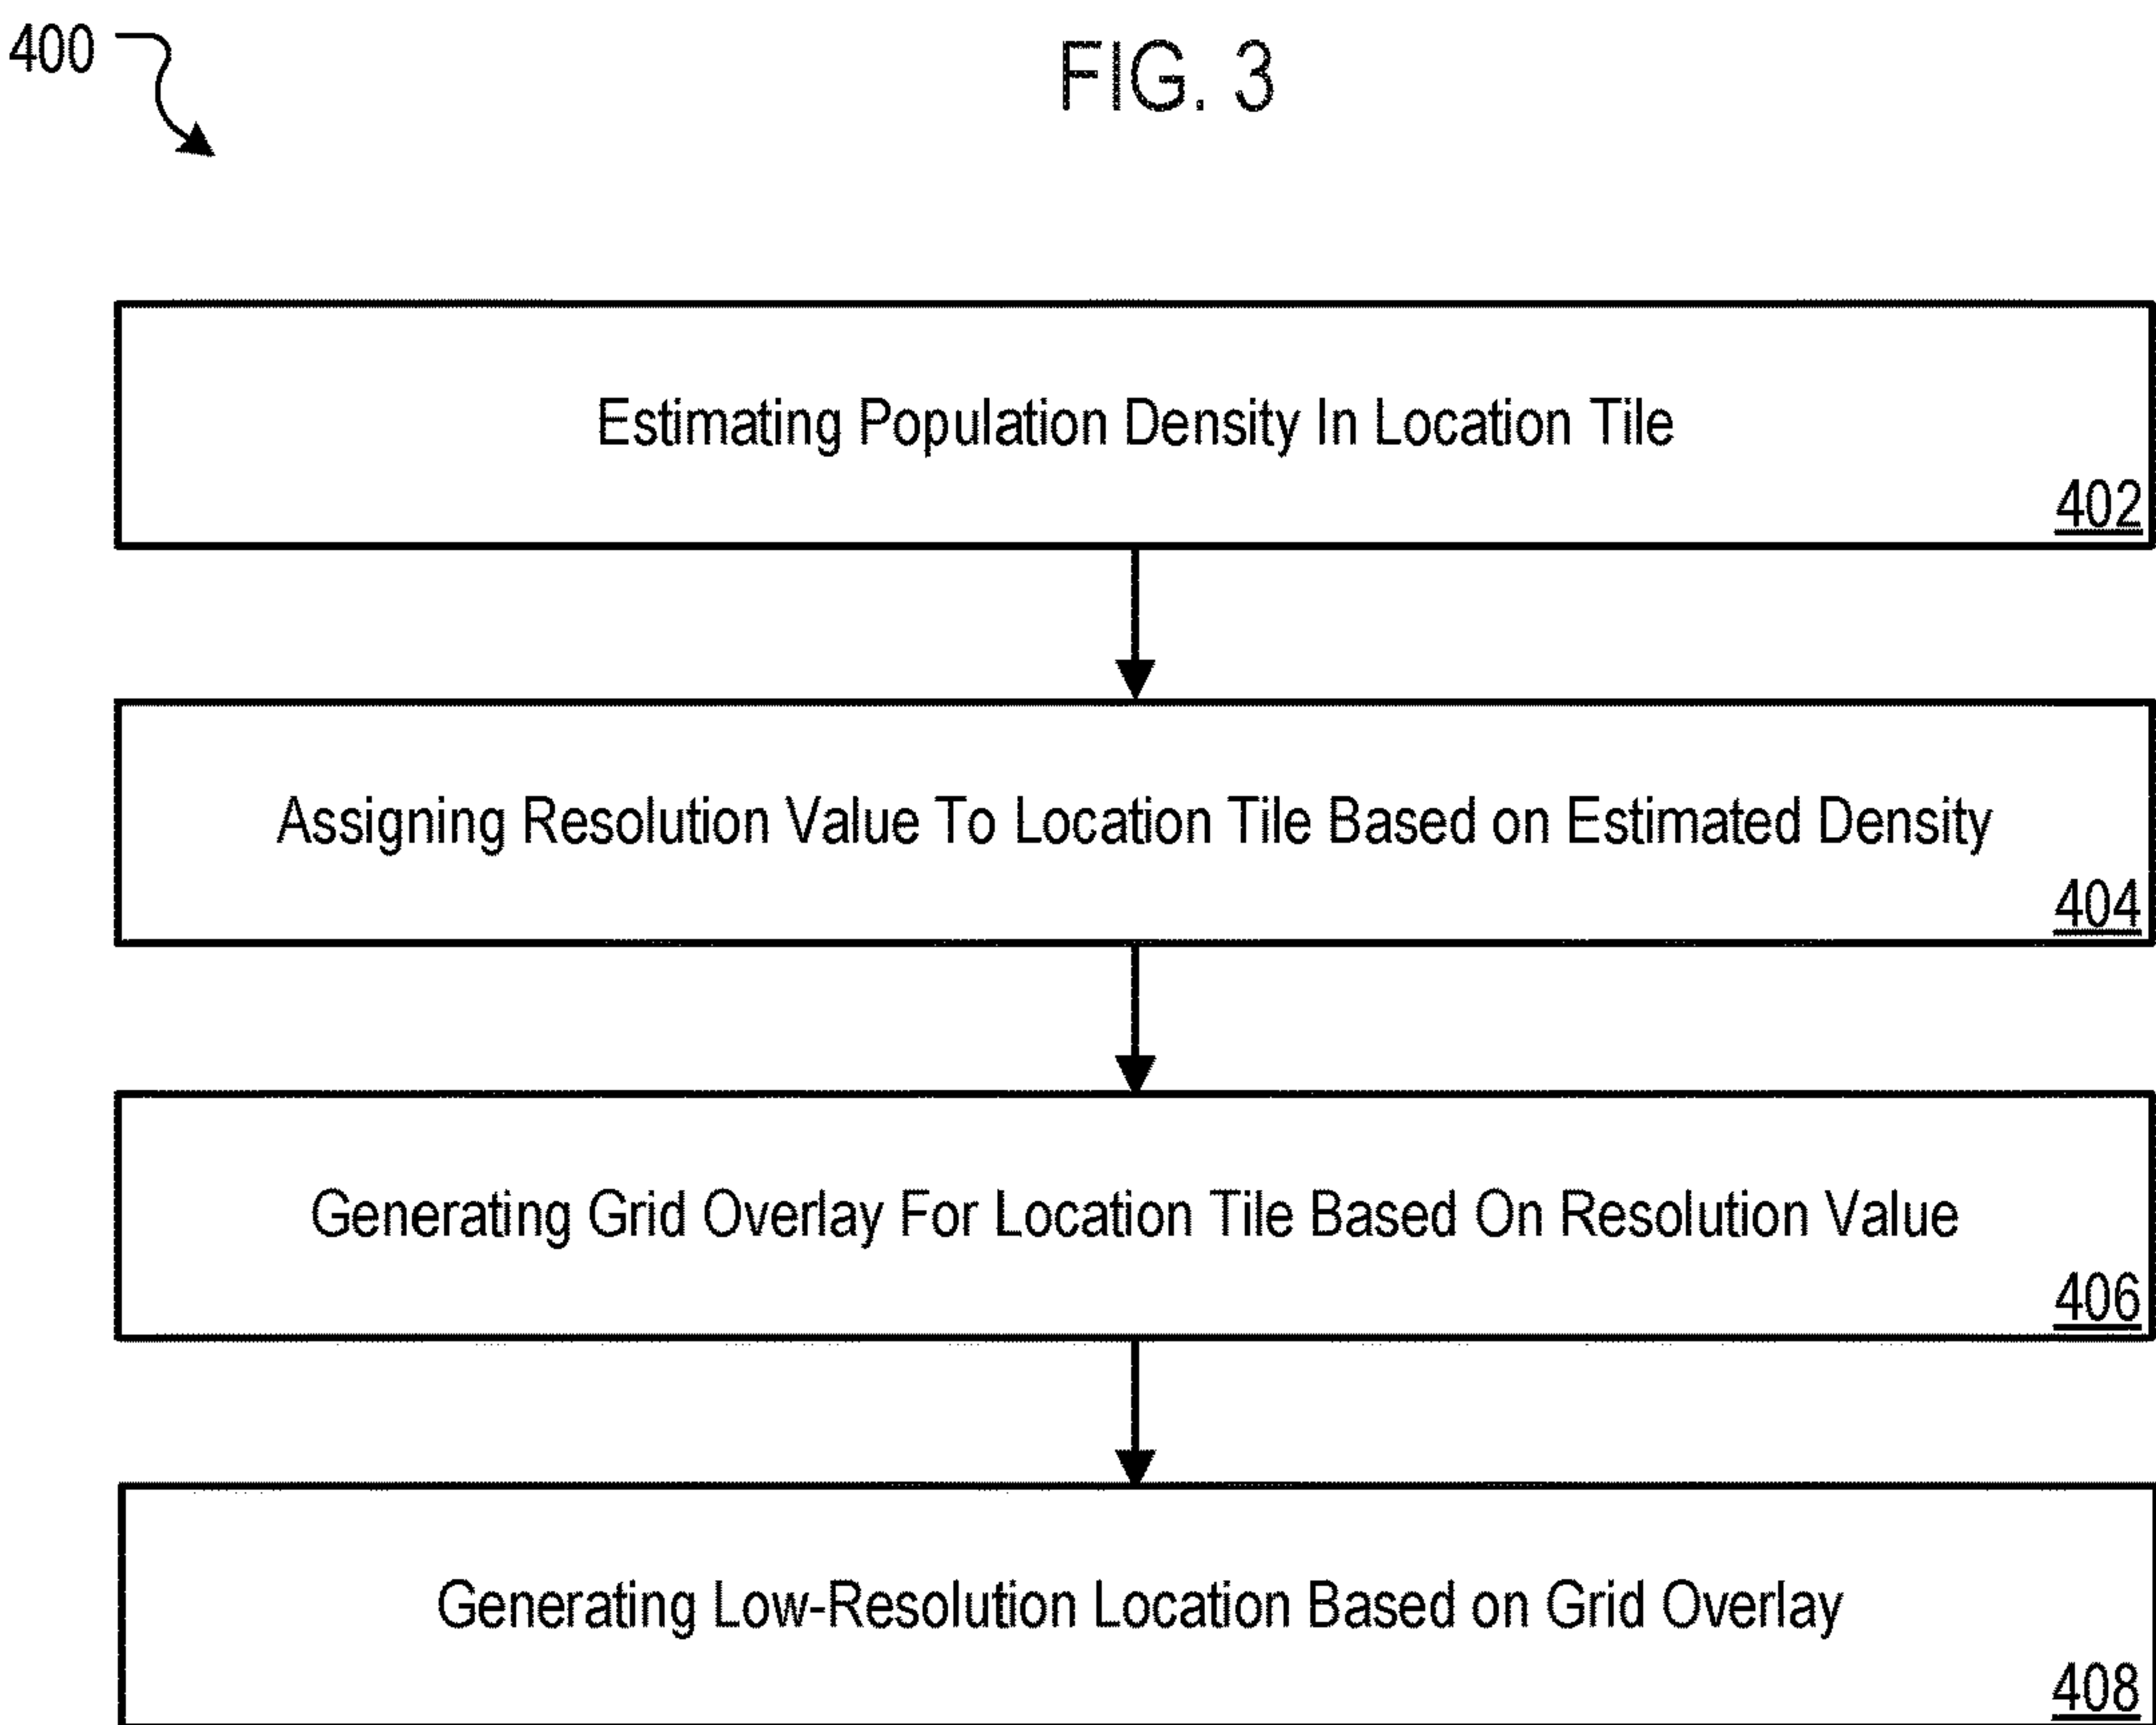 400
FIG. 3
Estimating Population Density In Location Tile
402
Assigning Resolution Value To Location Tile Based on Estimated Density
404
Generating Grid Overlay For Location Tile Based On Resolution Value
406
Generating Low-Resolution Location Based on Grid Overlay
408